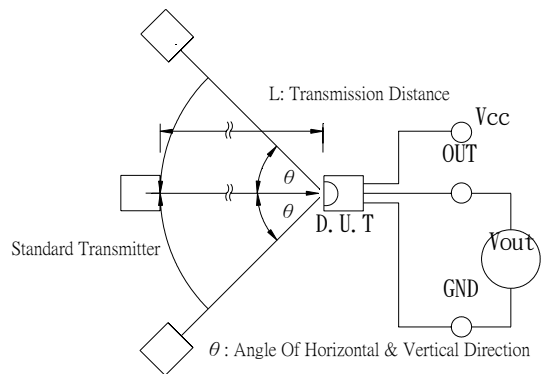 L: Transmission Distance
Vcc
OUT
θ
θ
D.U.T
Standard Transmitter
Vout
GND
θ : Angle Of Horizontal & Vertical Direction